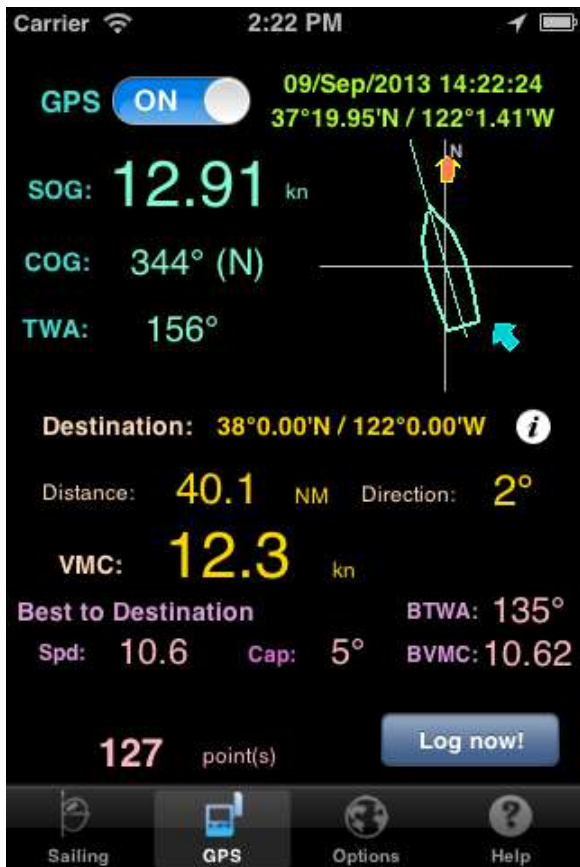 Carrier 2:22 PM
GPS ON 09/Sep/2013 14:22:24
37°19.95'N / 122°1.41'W
N
SOG: 12.91 kn
COG: 344° (N)
TWA: 156°
Destination: 38°0.00'N / 122°0.00'W i
Distance: 40.1 NM Direction: 2°
VMC: 12.3 kn
Best to Destination BTWA: 135°
Spd: 10.6 Cap: 5° BVMC: 10.62
127 point(s) Log now!
Sailing GPS Options ? Help